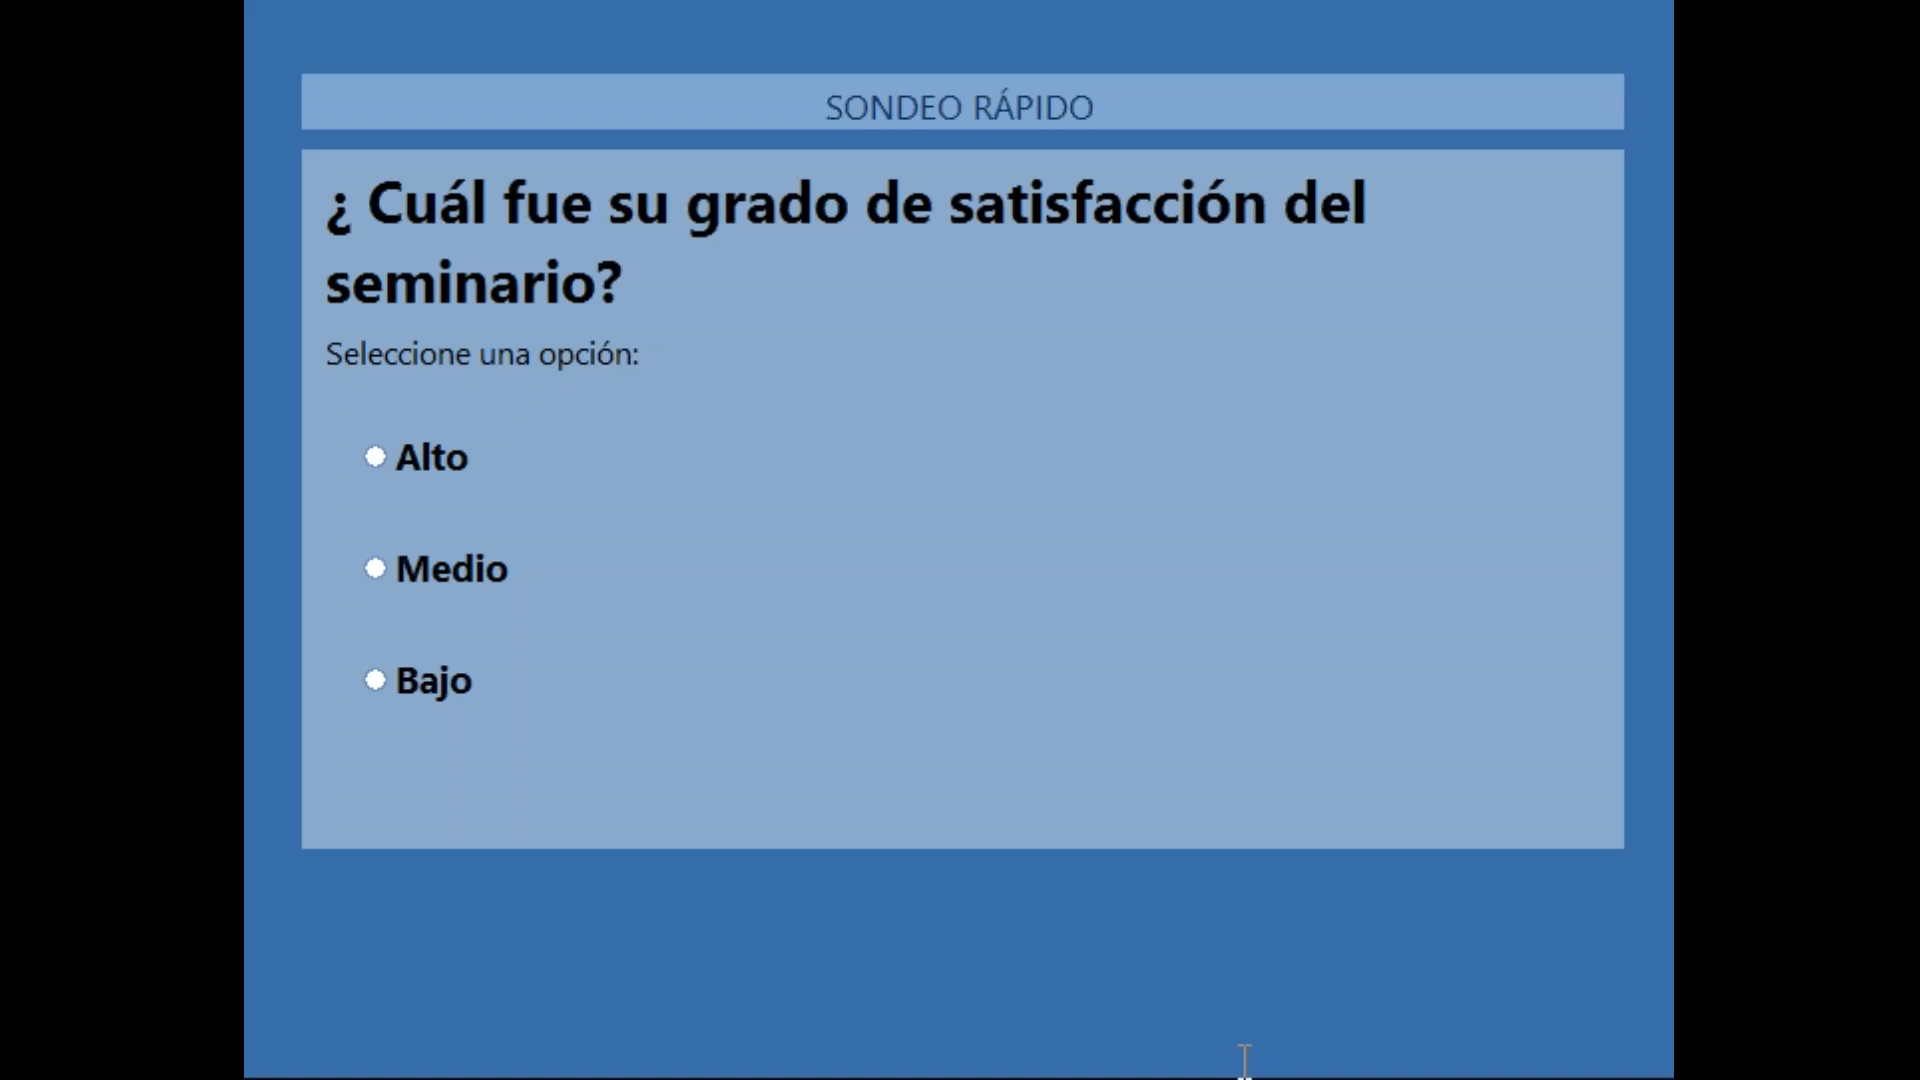 SONDEO RÁPIDO
¿ Cuál fue su grado de satisfacción del
seminario?
Seleccione una opción:
Alto
Medio
Bajo